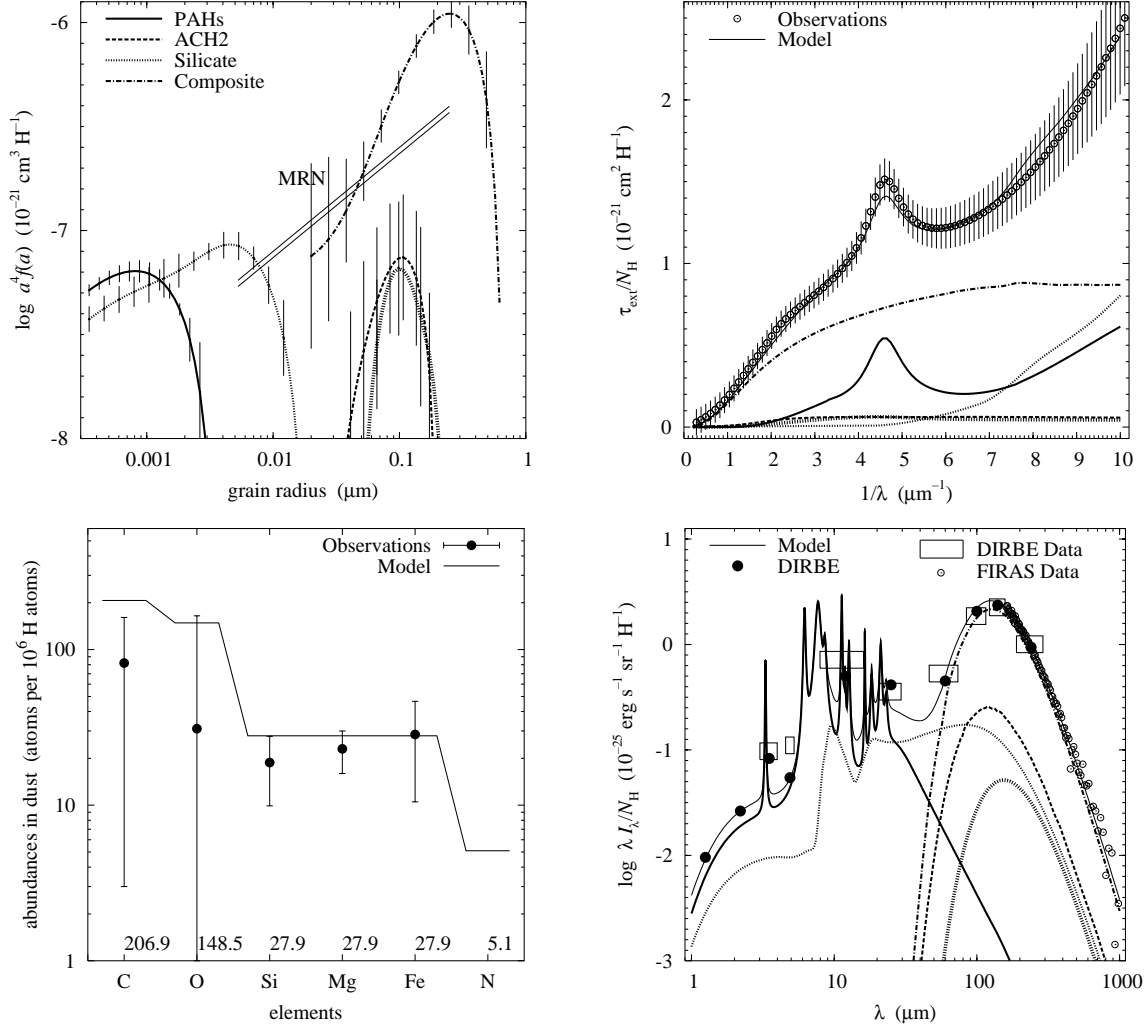 PAHs
ACH2
Silicate
Composite
MRN
-6
-7
-8
log a⁴f(a) (10⁻²¹ cm³ H⁻¹)
0.001 0.01 0.1 1
grain radius (µm)
Observations
Model
2
1
0
τext/NH (10⁻²¹ cm² H⁻¹)
0 1 2 3 4 5 6 7 8 9 10
1/λ (µm⁻¹)
Observations
Model
100
10
1
abundances in dust (atoms per 10⁶ H atoms)
206.9 148.5 27.9 27.9 27.9 5.1
C O Si Mg Fe N
elements
Model
DIRBE
DIRBE Data
FIRAS Data
1
0
-1
-2
-3
log λ Iλ/NH (10⁻²⁵ erg s⁻¹ sr⁻¹ H⁻¹)
1 10 100 1000
λ (µm)